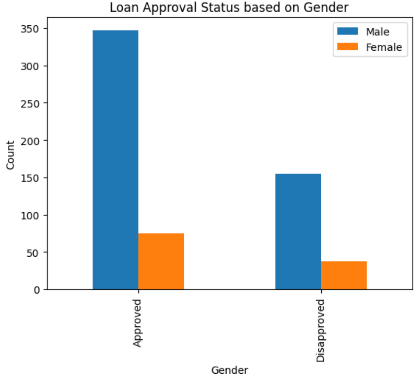 Loan Approval Status based on Gender
Male
Female
350
300
250
200
150
100
50
0
Count
Approved
Disapproved
Gender